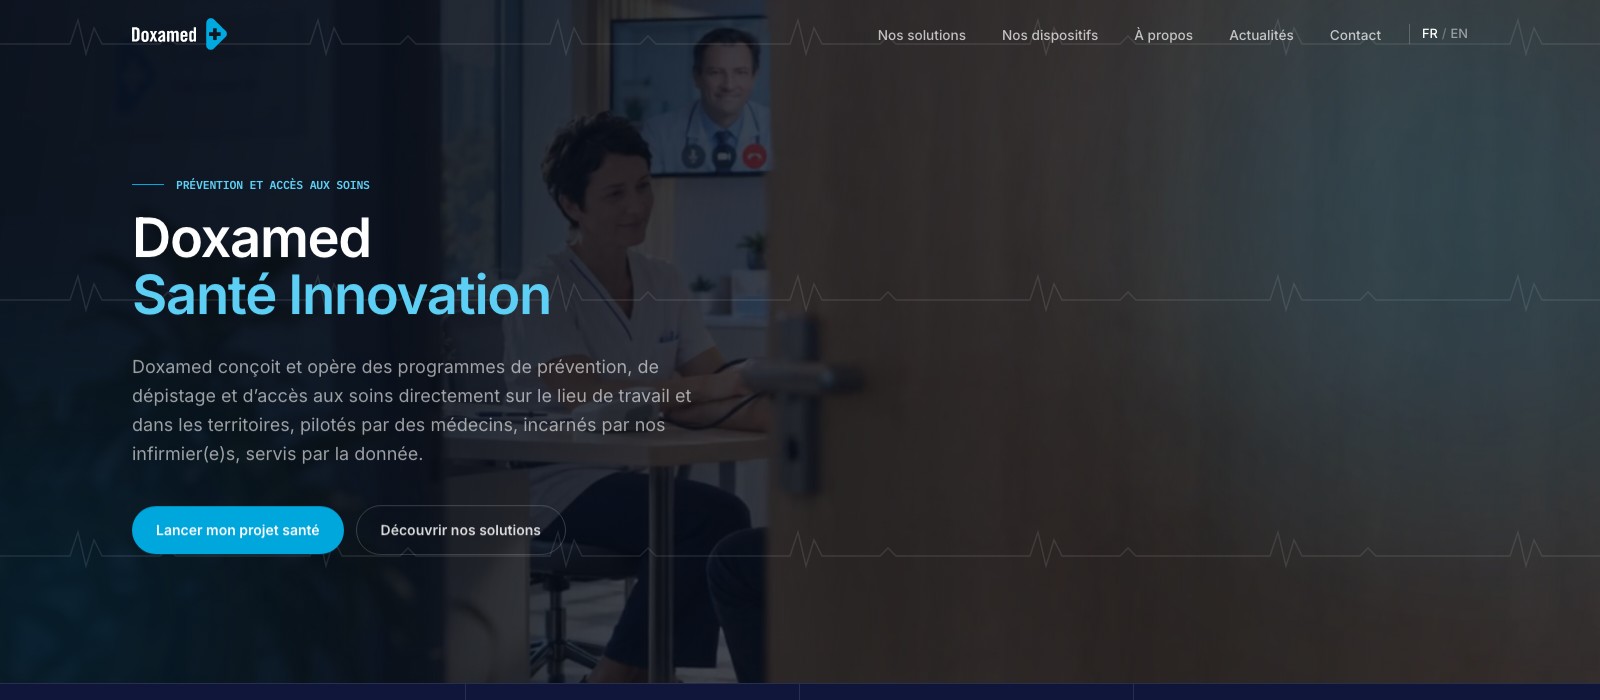 Doxamed
Nos solutions
Nos dispositifs
À propos
Actualités
Contact
FR / EN
PRÉVENTION ET ACCÈS AUX SOINS
Doxamed
Santé Innovation
Doxamed conçoit et opère des programmes de prévention, de
dépistage et d’accès aux soins directement sur le lieu de travail et
dans les territoires, pilotés par des médecins, incarnés par nos
infirmier(e)s, servis par la donnée.
Lancer mon projet santé
Découvrir nos solutions